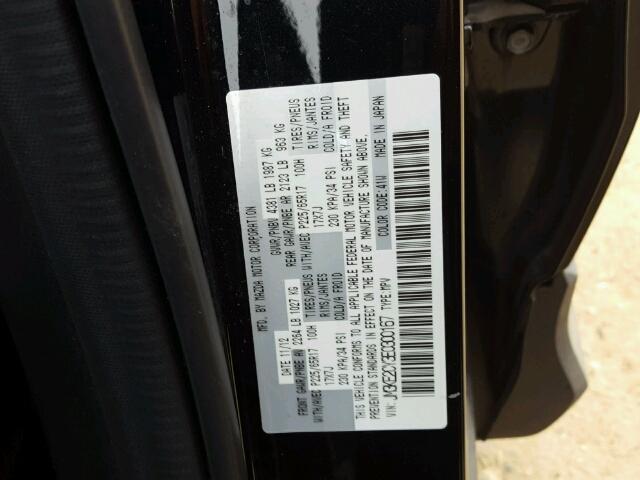 MFD. BY MAZDA MOTOR CORPORATION
DATE: 11/12 GVWR/PNBV 4381 LB 1987 KG
FRONT GAWR/PNBE AV 2264 LB 1027 KG REAR GAWR/PNBE AR 2123 LB 963 KG
TIRES/PNEUS WITH/AVEC P225/65R17 100H TIRES/PNEUS
WITH/AVEC P225/65R17 100H RIMS/JANTES 17X7J RIMS/JANTES
17X7J COLD/A FROID 230 KPA/34 PSI COLD/A FROID
230 KPA/34 PSI
THIS VEHICLE CONFORMS TO ALL APPLICABLE FEDERAL MOTOR VEHICLE SAFETY AND THEFT
STANDARDS IN EFFECT ON THE DATE OF MANUFACTURE SHOWN ABOVE.
VIN: JM3KE2CY3E0300167 TYPE:MPV COLOR CODE:41W MADE IN JAPAN